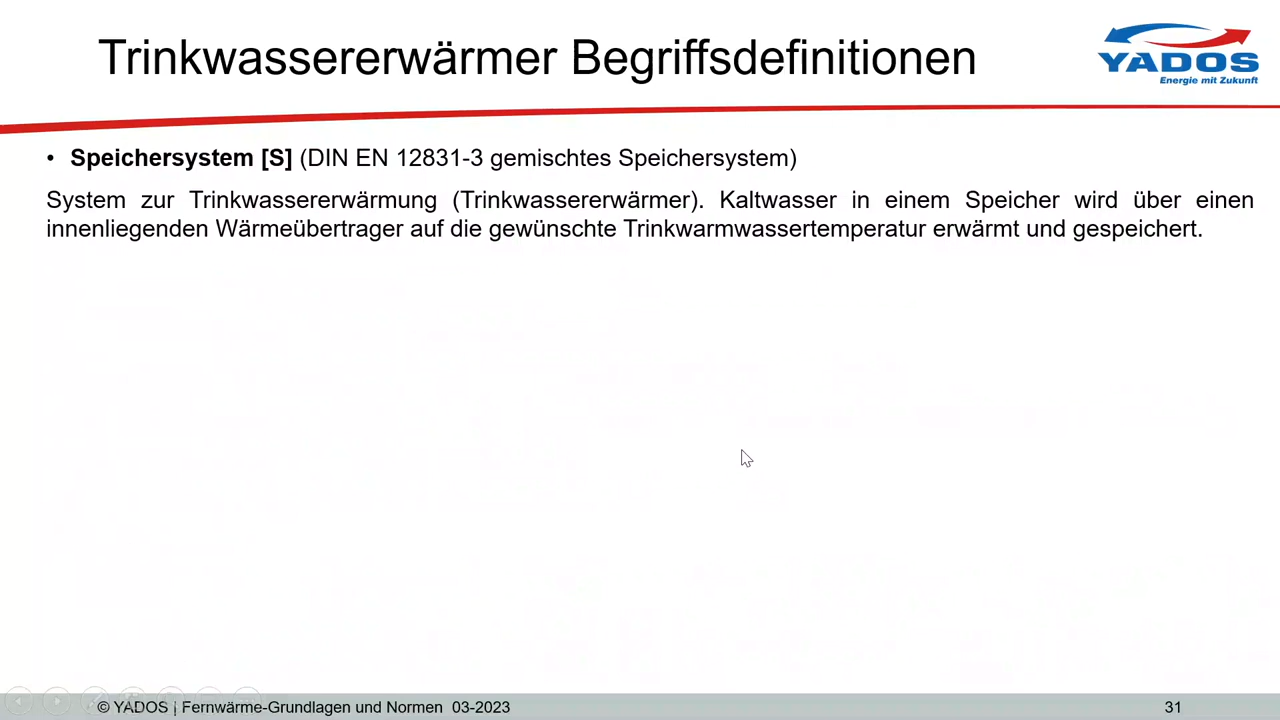 Trinkwassererwärmer Begriffsdefinitionen
YADOS
Energie mit Zukunft
• Speichersystem [S] (DIN EN 12831-3 gemischtes Speichersystem)
System zur Trinkwassererwärmung (Trinkwassererwärmer). Kaltwasser in einem Speicher wird über einen
innenliegenden Wärmeübertrager auf die gewünschte Trinkwarmwassertemperatur erwärmt und gespeichert.
© YADOS | Fernwärme-Grundlagen und Normen 03-2023
31